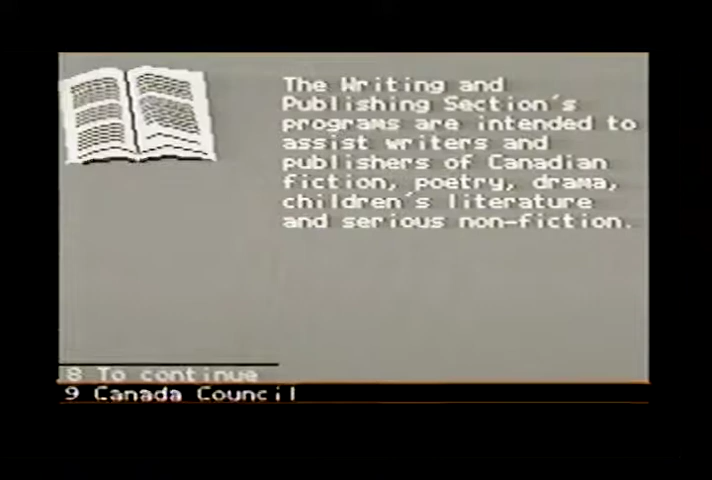 The Writing and
Publishing Section's
programs are intended to
assist writers and
publishers of Canadian
fiction, poetry, drama,
children's literature
and serious non-fiction.
8 To continue
9 Canada Council